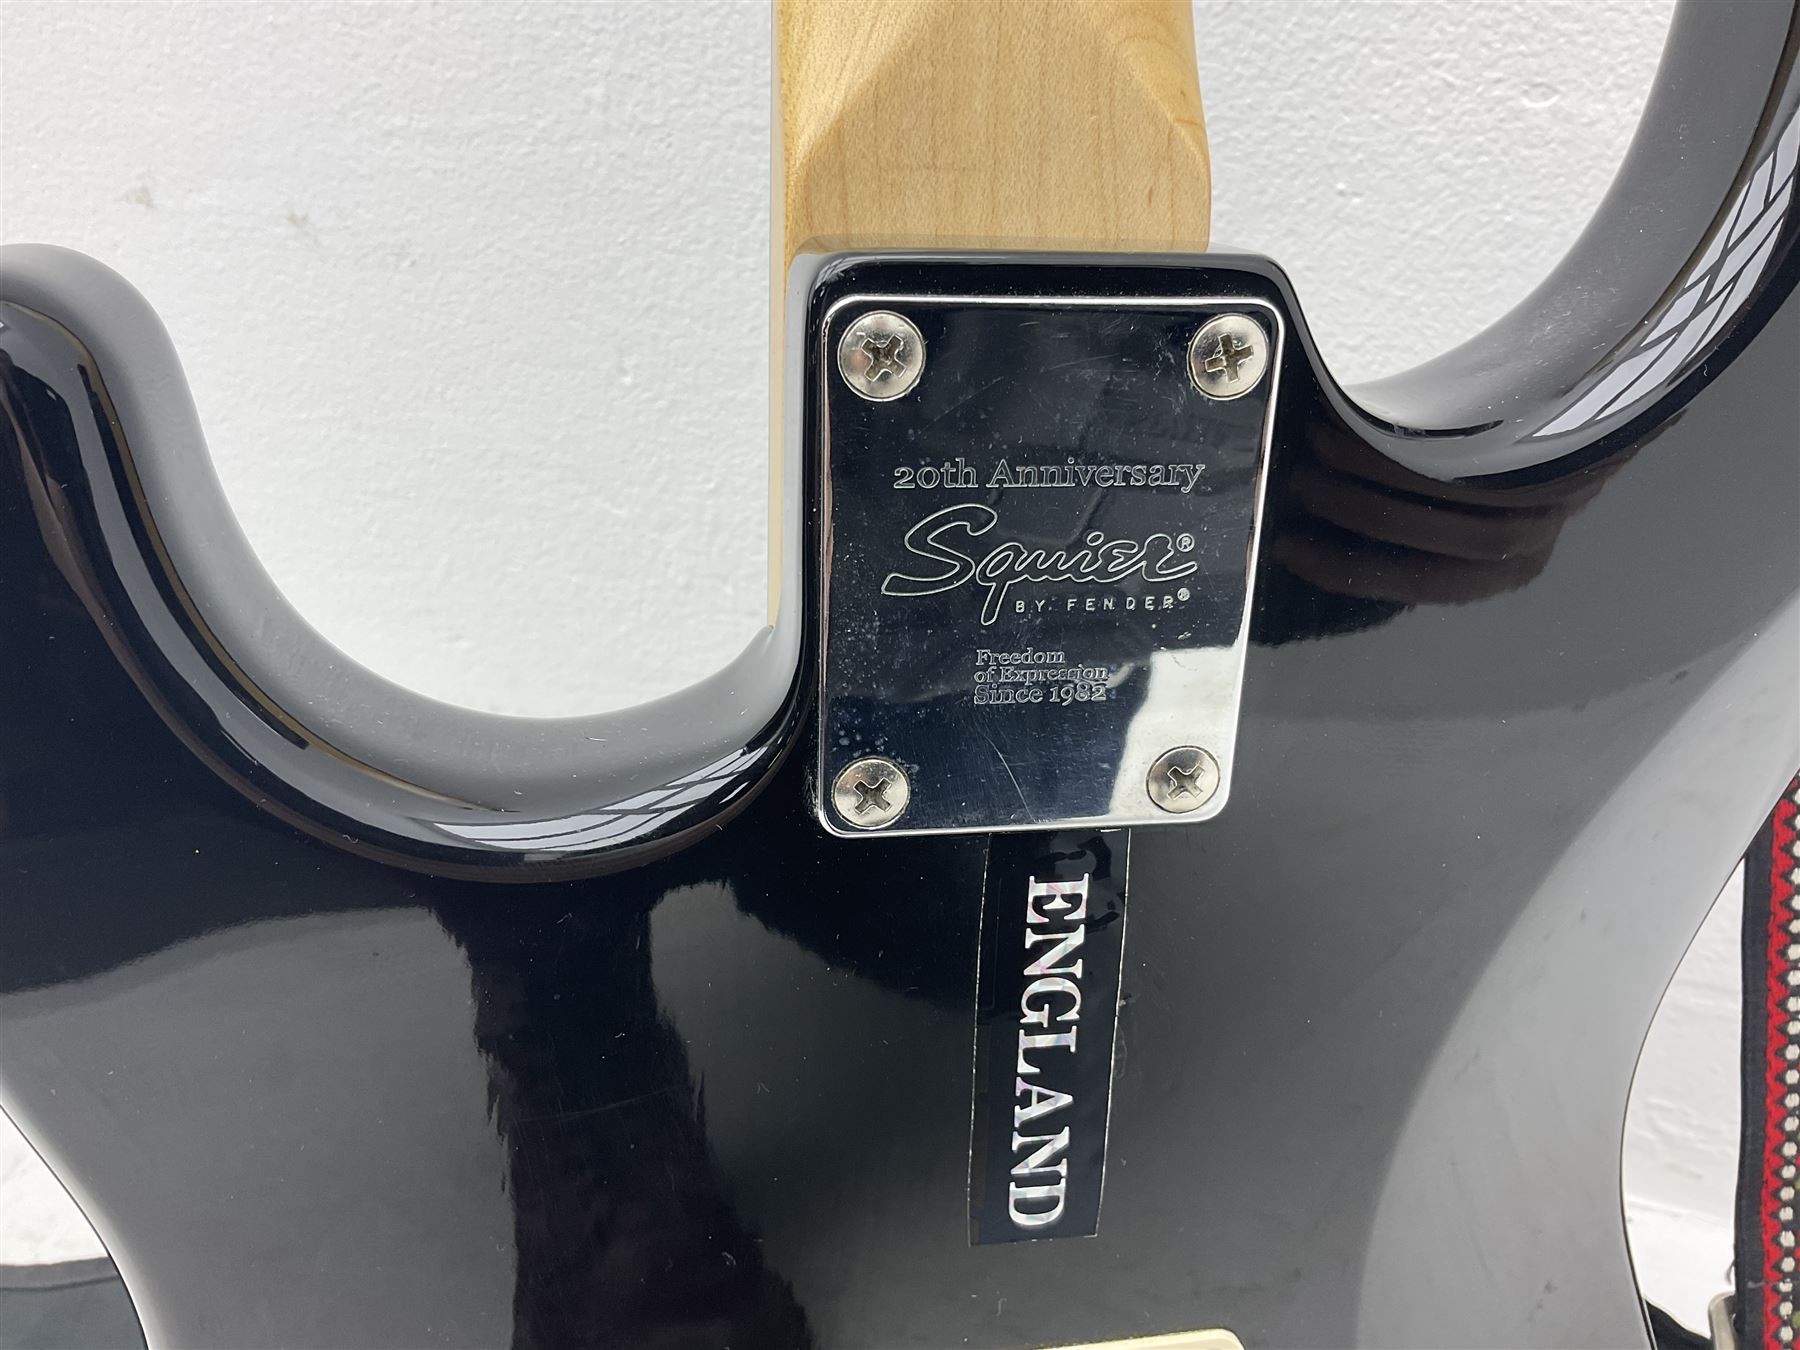 20th Anniversary
Squier®
BY FENDER®
Freedom
of Expression
Since 1982
ENGLAND